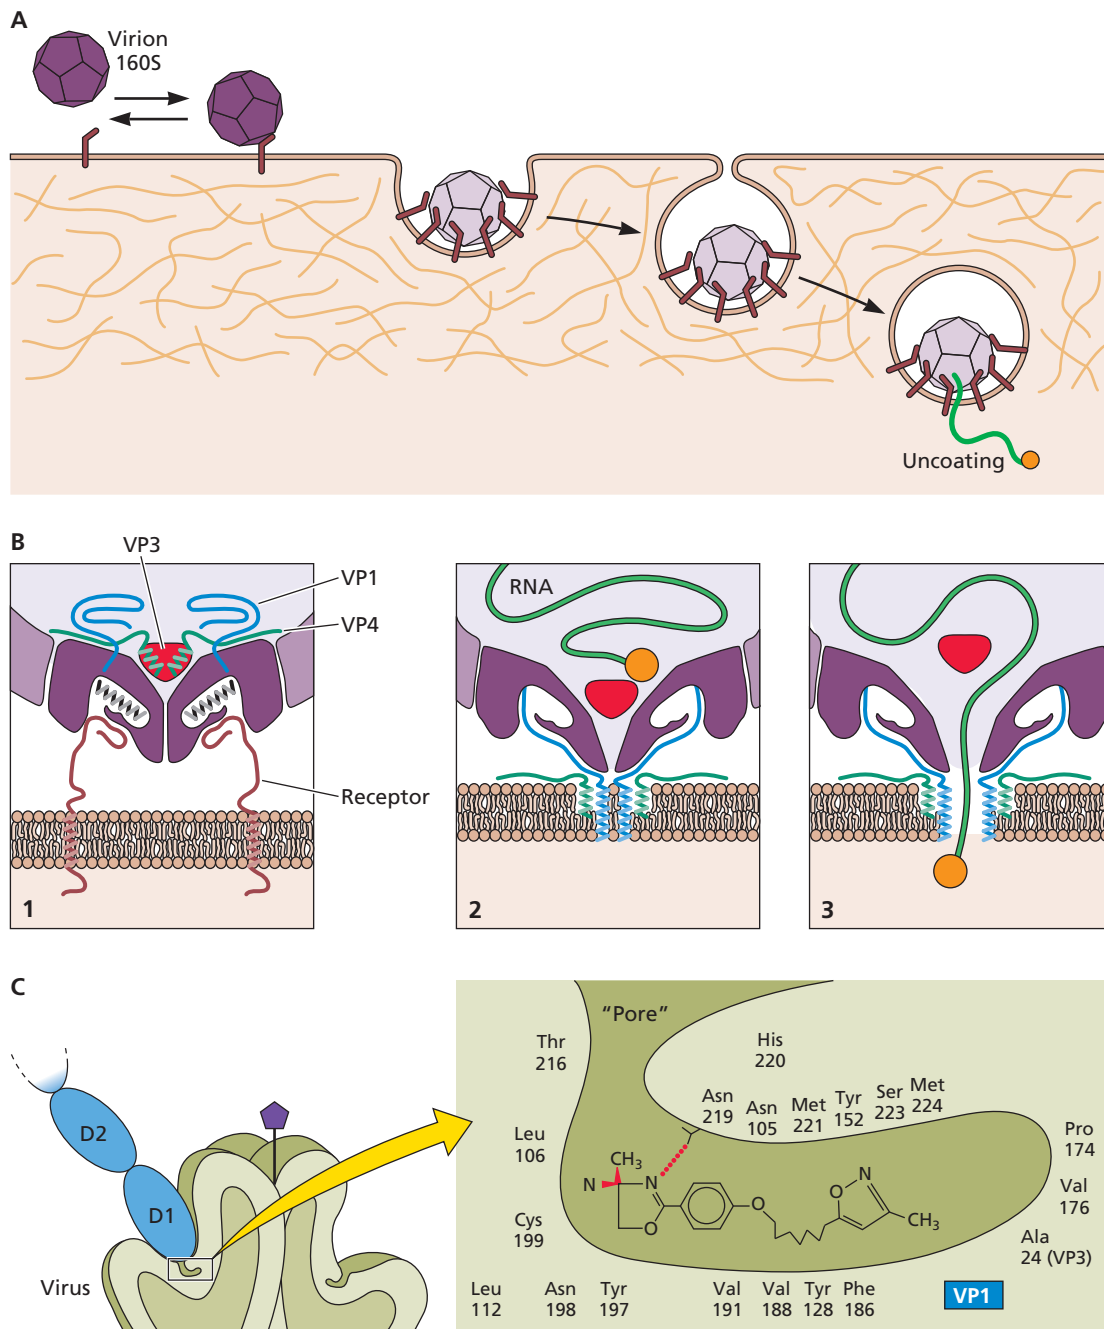 A
Virion
160S
Uncoating
B
VP3
VP1
VP4
Receptor
1
RNA
2
3
C
D2
D1
Virus
"Pore"
Thr
216
His
220
Asn
219
Asn
105
Met
221
Tyr
152
Ser
223
Met
224
Pro
174
Leu
106
Val
176
Cys
199
Ala
24 (VP3)
CH3
N
N
O
O
O
N
CH3
Leu
112
Asn
198
Tyr
197
Val
191
Val
188
Tyr
128
Phe
186
VP1